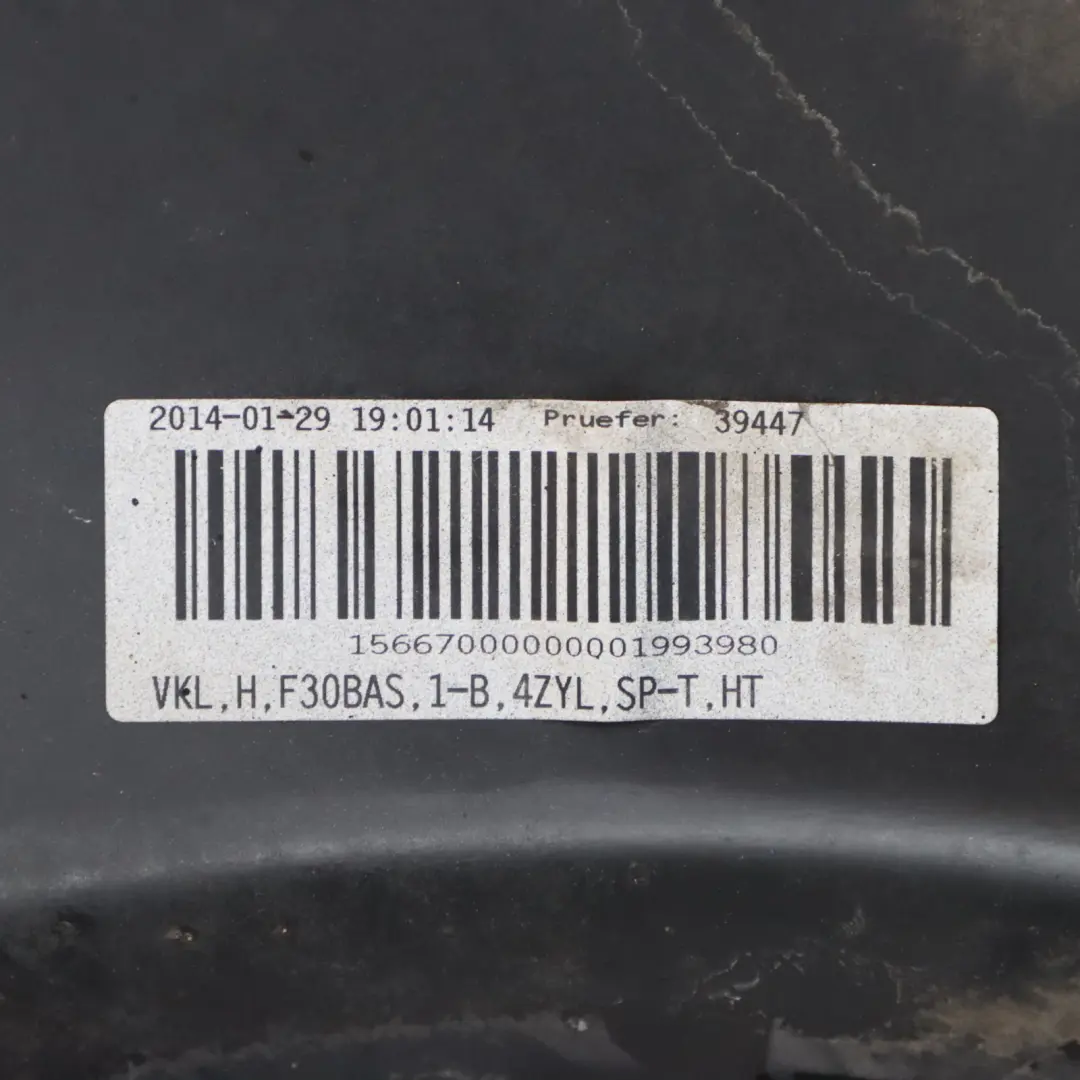 2014-01-29 19:01:14 Pruefer: 39447
156670000000001993980
VKL,H,F30BAS,1-B,4ZYL,SP-T,HT